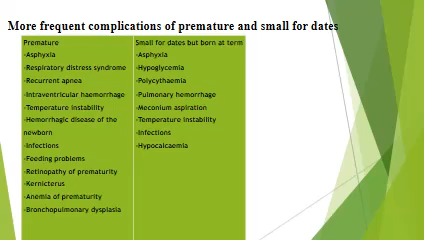 More frequent complications of premature and small for dates
Premature
-Asphyxia
-Respiratory distress syndrome
-Recurrent apnea
-Intraventricular haemorrhage
-Temperature instability
-Hemorrhagic disease of the
newborn
-Infections
-Feeding problems
-Retinopathy of prematurity
-Kernicterus
-Anemia of prematurity
-Bronchopulmonary dysplasia
Small for dates but born at term
-Asphyxia
-Hypoglycemia
-Polycythaemia
-Pulmonary hemorrhage
-Meconium aspiration
-Temperature instability
-Infections
-Hypocalcaemia